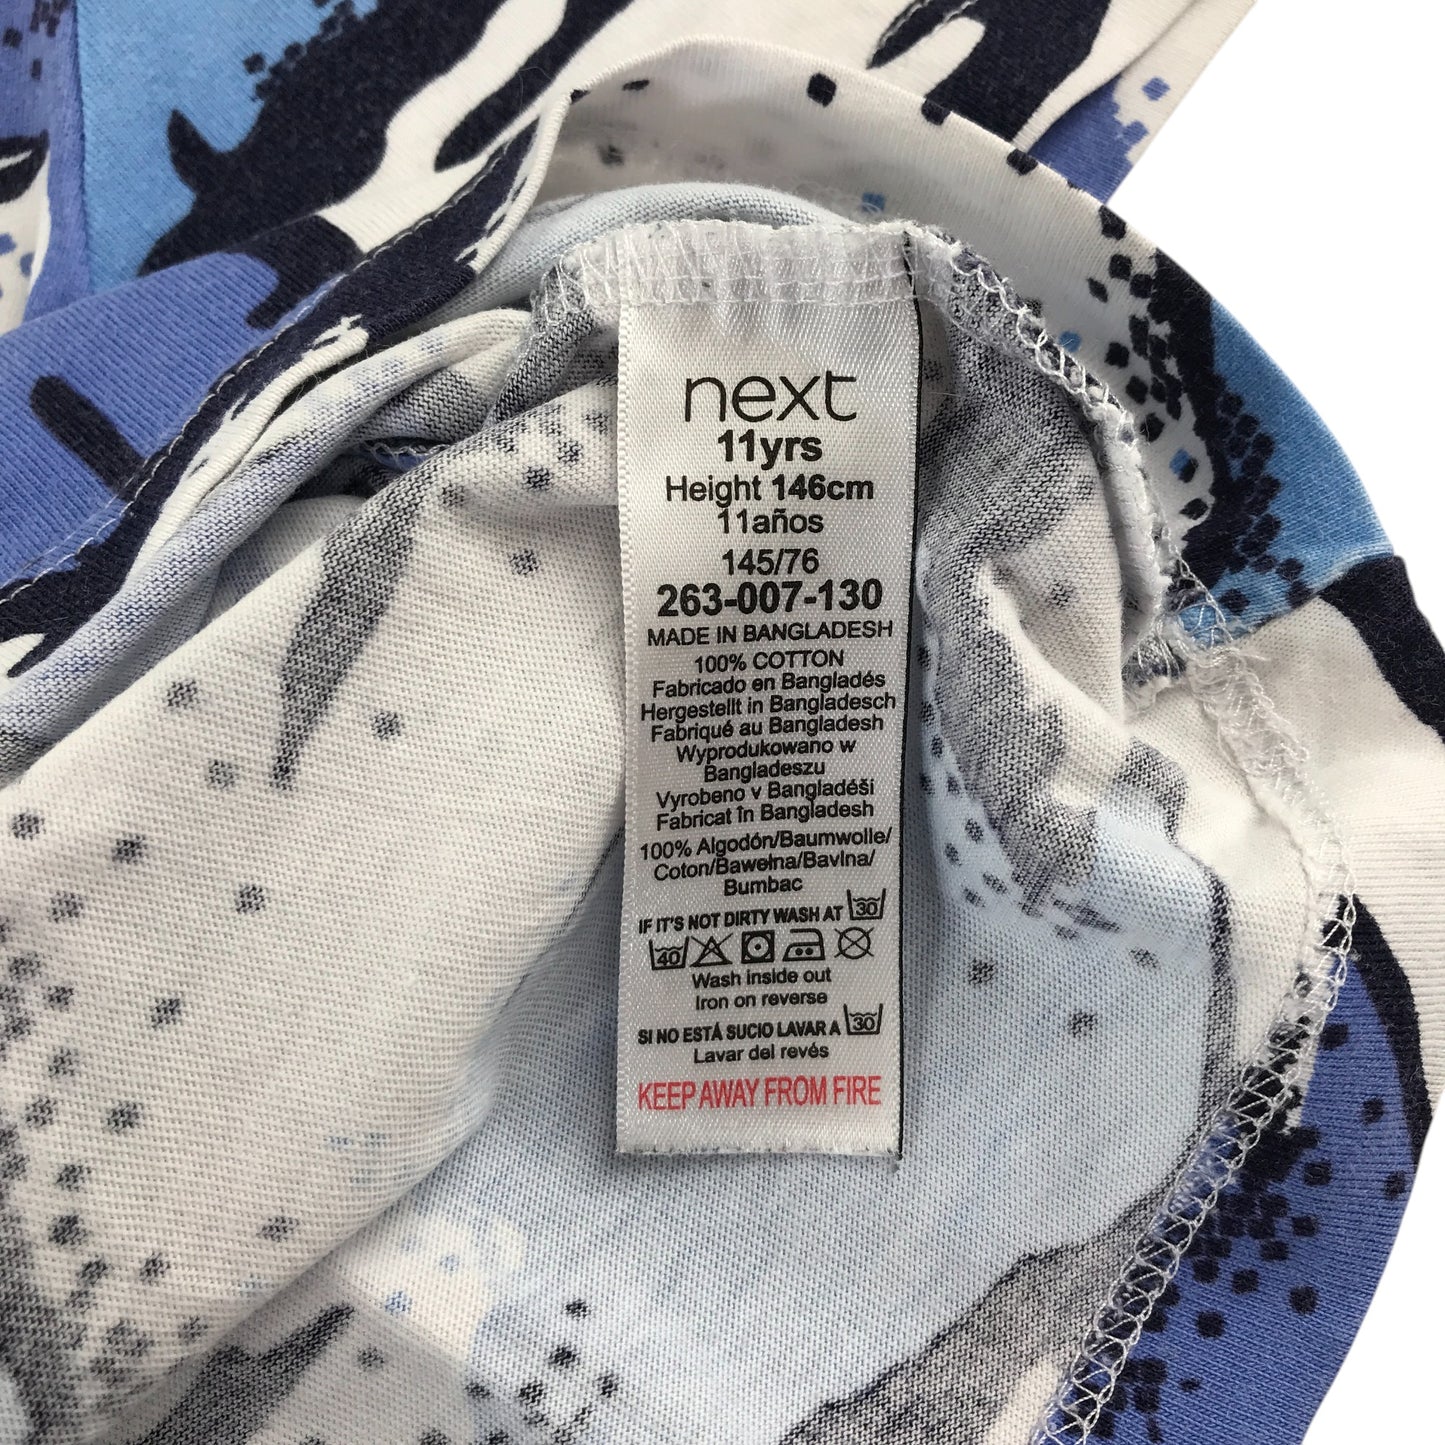 next
11yrs
Height 146cm
11años
145/76
263-007-130
MADE IN BANGLADESH
100% COTTON
Fabricado en Bangladés
Hergestellt in Bangladesch
Fabriqué au Bangladesh
Wyprodukowano w
Bangladeszu
Vyrobeno v Bangladéši
Fabricat în Bangladesh
100% Algodón/Baumwolle/
Coton/Bawełna/Bavlna/
Bumbac
IF IT'S NOT DIRTY WASH AT 30
40
Wash inside out
Iron on reverse
SI NO ESTÁ SUCIO LAVAR A 30
Lavar del revés
KEEP AWAY FROM FIRE